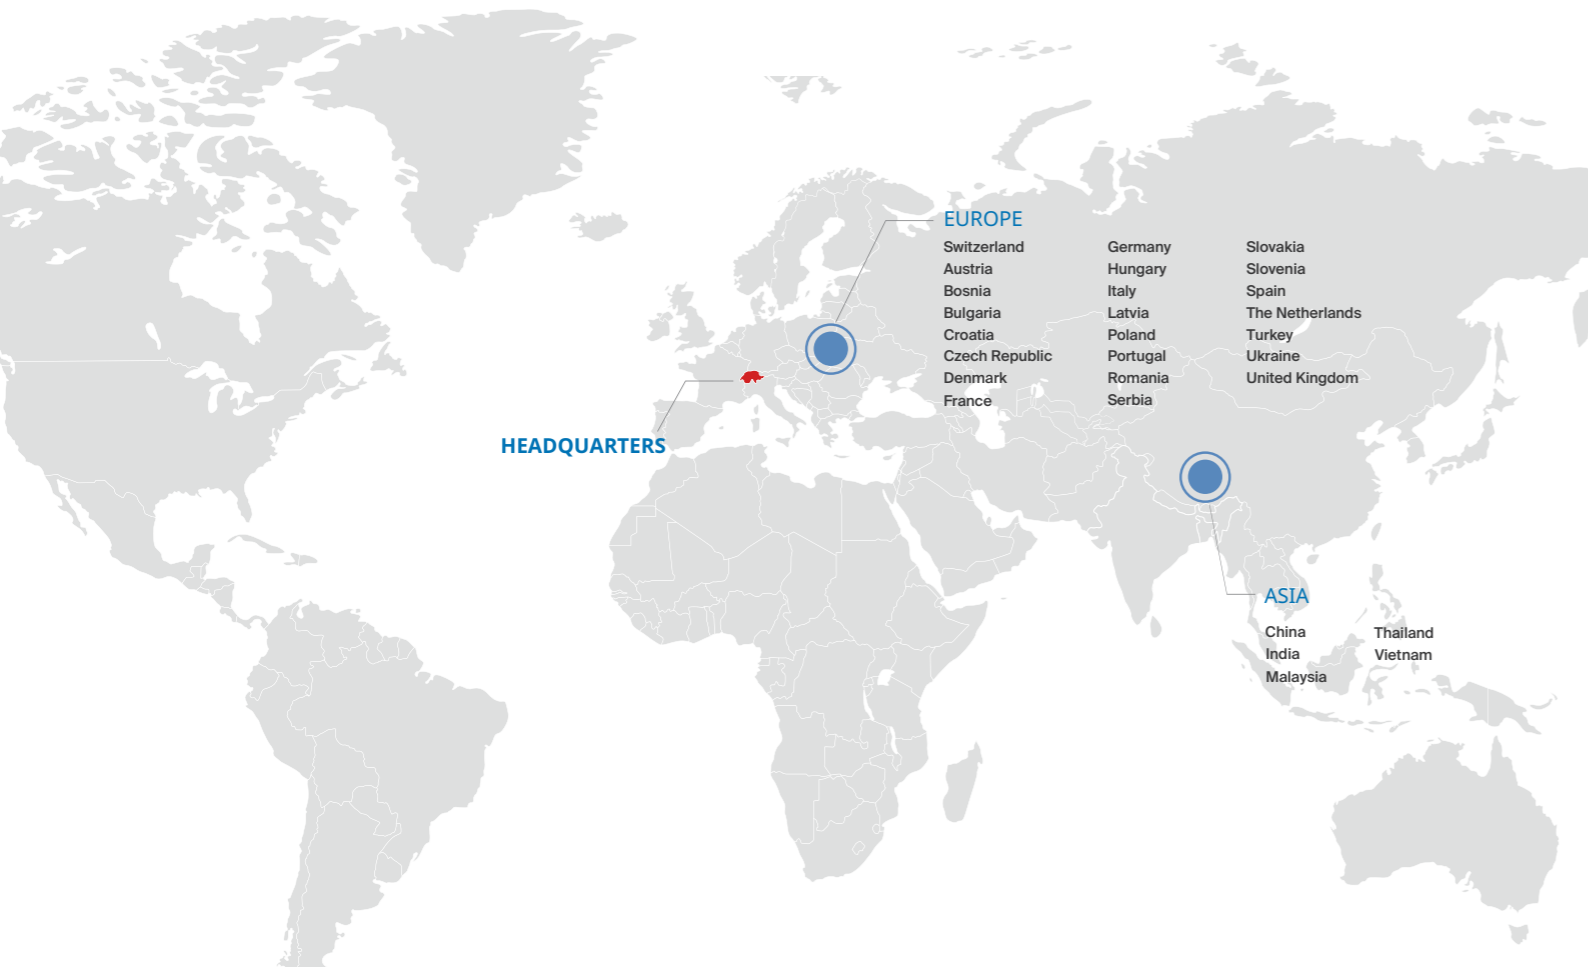 EUROPE
Switzerland
Austria
Bosnia
Bulgaria
Croatia
Czech Republic
Denmark
France
Germany
Hungary
Italy
Latvia
Poland
Portugal
Romania
Serbia
Slovakia
Slovenia
Spain
The Netherlands
Turkey
Ukraine
United Kingdom
HEADQUARTERS
ASIA
China
India
Malaysia
Thailand
Vietnam